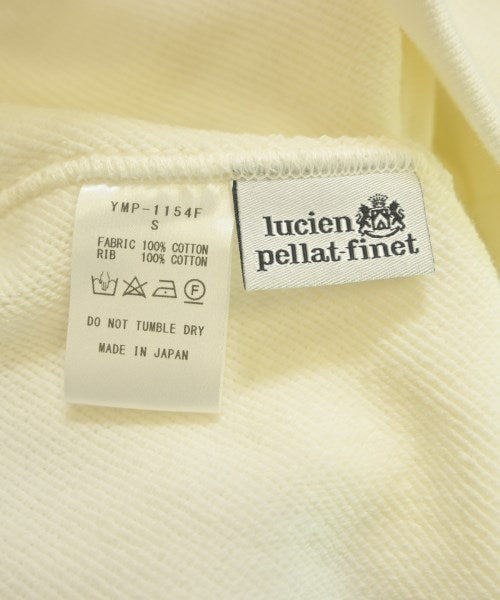 YMP-1154F
S
FABRIC 100% COTTON
RIB 100% COTTON
F
DO NOT TUMBLE DRY
MADE IN JAPAN
lucien
pellat-finet